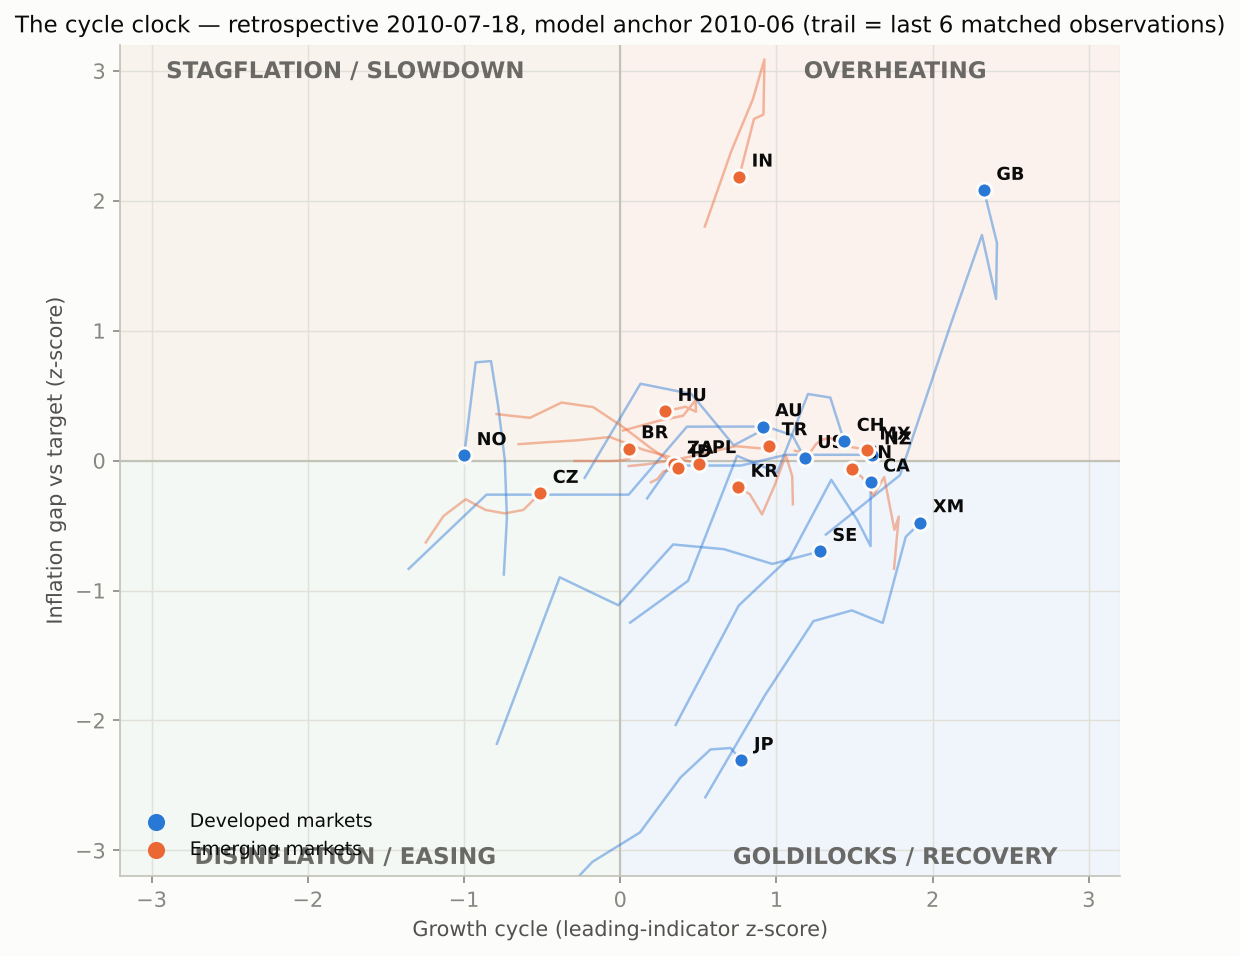 The cycle clock — retrospective 2010-07-18, model anchor 2010-06 (trail = last 6 matched observations)
STAGFLATION / SLOWDOWN
OVERHEATING
IN
GB
HU
AU
CH
TR
BR
NO
US
MX
NZ
ZA
PL
KR
CA
CZ
XM
SE
JP
Developed markets
Emerging markets
DISINFLATION / EASING
GOLDILOCKS / RECOVERY
3
2
1
0
−1
−2
−3
−3
−2
−1
0
1
2
3
Inflation gap vs target (z-score)
Growth cycle (leading-indicator z-score)